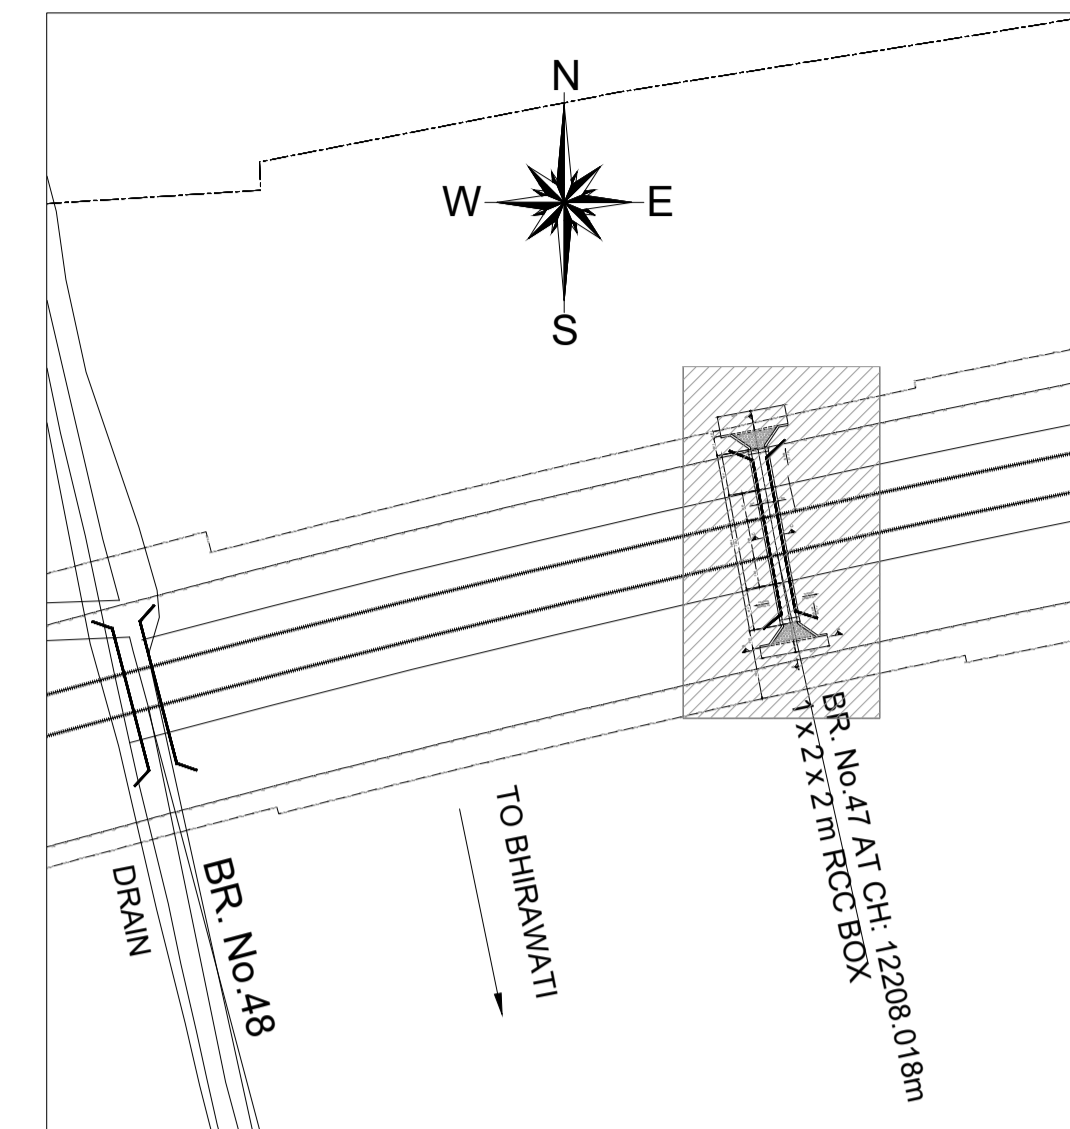 N
W
E
S
BR. No.47 AT CH: 12208.018m
1 x 2 x 2 m RCC BOX
TO BHIRAWATI
BR. No.48
DRAIN